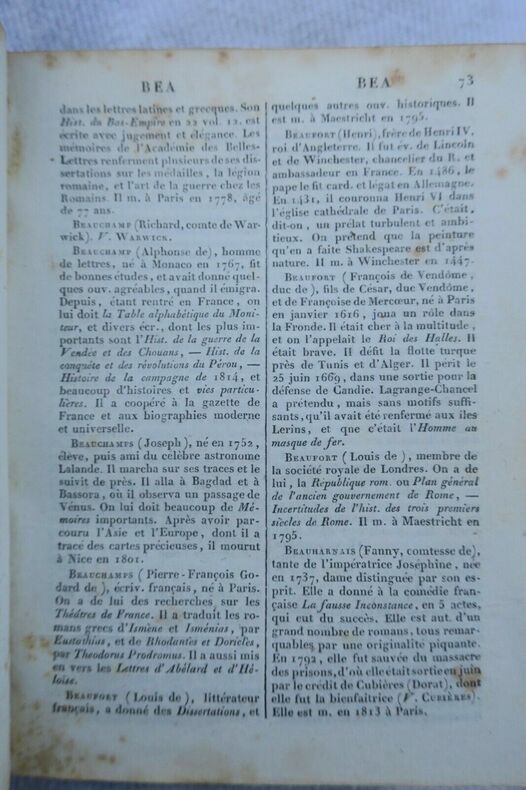 BEA
dans les lettres latines et grecques. Son
Hist. du Bas-Empire en 22 vol. 12. est
écrite avec jugement et élégance. Les
mémoires de l'Académie des Belles-
Lettres renferment plusieurs de ses dis-
sertations sur les médailles, la légion
romaine, et l'art de la guerre chez les
Romains. Il m. à Paris en 1778, âgé
de 77 ans.
BEAUCHAMP (Richard, comte de War-
wick). V. WARWICK.
BEAUCHAMP (Alphonse de), homme
de lettres, né à Monaco en 1767, fit
de bonnes études, et avait donné quel-
ques ouv. agréables, quand il émigra.
Depuis, étant rentré en France, on
lui doit la Table alphabétique du Moni-
teur, et divers écr., dont les plus im-
portants sont l'Hist. de la guerre de la
Vendée et des Chouans, — Hist. de la
conquête et des révolutions du Pérou, —
Histoire de la campagne de 1814, et
beaucoup d'histoires et vies particu-
lières. Il a coopéré à la gazette de
France et aux biographies moderne
et universelle.
BEAUCHAMPS (Joseph), né en 1752,
élève, puis ami du célèbre astronome
Lalande. Il marcha sur ses traces et le
suivit de près. Il alla à Bagdad et à
Bassora, où il observa un passage de
Vénus. On lui doit beaucoup de Mé-
moires importants. Après avoir par-
couru l'Asie et l'Europe, dont il a
tracé des cartes précieuses, il mourut
à Nice en 1801.
BEAUCHAMPS (Pierre-François Go-
dard de), écriv. français, né à Paris.
On a de lui des recherches sur les
Théâtres de France. Il a traduit les ro-
mans grecs d'Ismène et Isménias, par
Eustathius, et de Rhodantes et Doricles,
par Theodorus Prodromus. Il a aussi mis
en vers les Lettres d'Abélard et d'Hé-
loïse.
BEAUFORT (Louis de), littérateur
français, a donné des Dissertations, et
BEA 73
quelques autres ouv. historiques. Il
est m. à Maestricht en 1795.
BEAUFORT (Henri), frère de Henri IV,
roi d'Angleterre. Il fut év. de Lincoln
et de Winchester, chancelier du R. et
ambassadeur en France. En 1486, le
pape le fit card. et légat en Allemagne.
En 1431, il couronna Henri VI dans
l'église cathédrale de Paris. C'était,
dit-on, un prélat turbulent et ambi-
tieux. On prétend que la peinture
qu'en a faite Shakespeare est d'après
nature. Il m. à Winchester en 1447.
BEAUFORT (François de Vendôme,
duc de), fils de César, duc Vendôme,
et de Françoise de Mercœur, né à Paris
en janvier 1616, joua un rôle dans
la Fronde. Il était cher à la multitude,
et on l'appelait le Roi des Halles. Il
était brave. Il défit la flotte turque
près de Tunis et d'Alger. Il périt le
25 juin 1669, dans une sortie pour la
défense de Candie. Lagrange-Chancel
a prétendu, mais sans motifs suffi-
sants, qu'il avait été renfermé aux îles
Lerins, et que c'était l'Homme au
masque de fer.
BEAUFORT (Louis de), membre de
la société royale de Londres. On a de
lui, la République rom. ou Plan général
de l'ancien gouvernement de Rome, —
Incertitudes de l'hist. des trois premiers
siècles de Rome. Il m. à Maestricht en
1795.
BEAUHARNAIS (Fanny, comtesse de),
tante de l'impératrice Joséphine, née
en 1737, dame distinguée par son es-
prit. Elle a donné à la comédie fran-
çaise La fausse Inconstance, en 5 actes,
qui eut du succès. Elle est aut. d'un
grand nombre de romans, tous remar-
quables par une originalité piquante.
En 1792, elle fut sauvée du massacre
des prisons, d'où elle était sortie en juin
par le crédit de Cubières (Dorat), dont
elle fut la bienfaitrice (V. CUBIÈRES).
Elle est m. en 1813 à Paris.